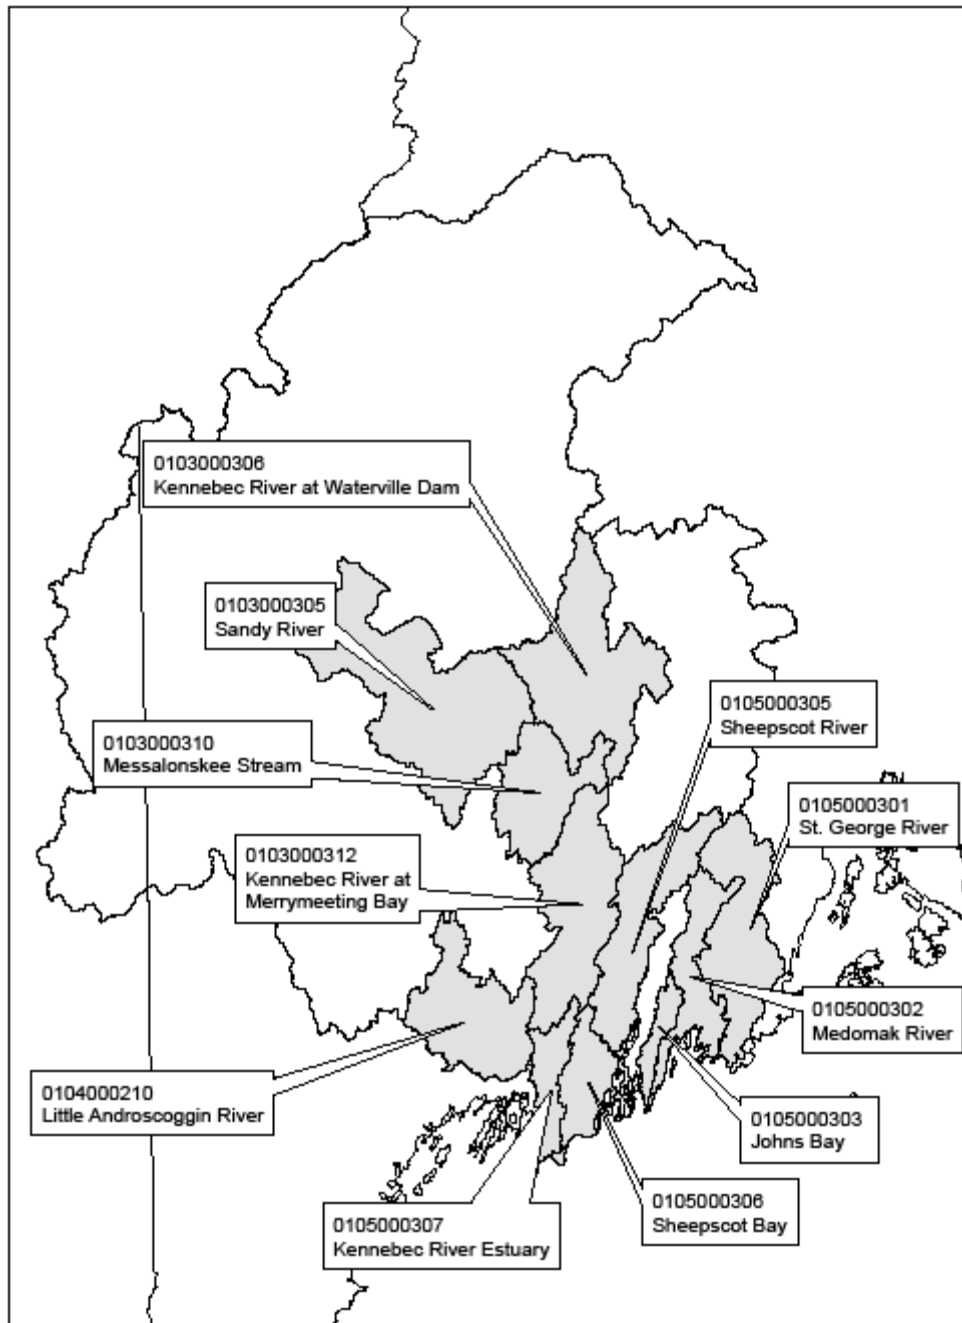 0103000306
Kennebec River at Waterville Dam
0103000305
Sandy River
0105000305
Sheepscot River
0103000310
Messalonskee Stream
0105000301
St. George River
0103000312
Kennebec River at
Merrymeeting Bay
0105000302
Medomak River
0104000210
Little Androscoggin River
0105000303
Johns Bay
0105000306
Sheepscot Bay
0105000307
Kennebec River Estuary